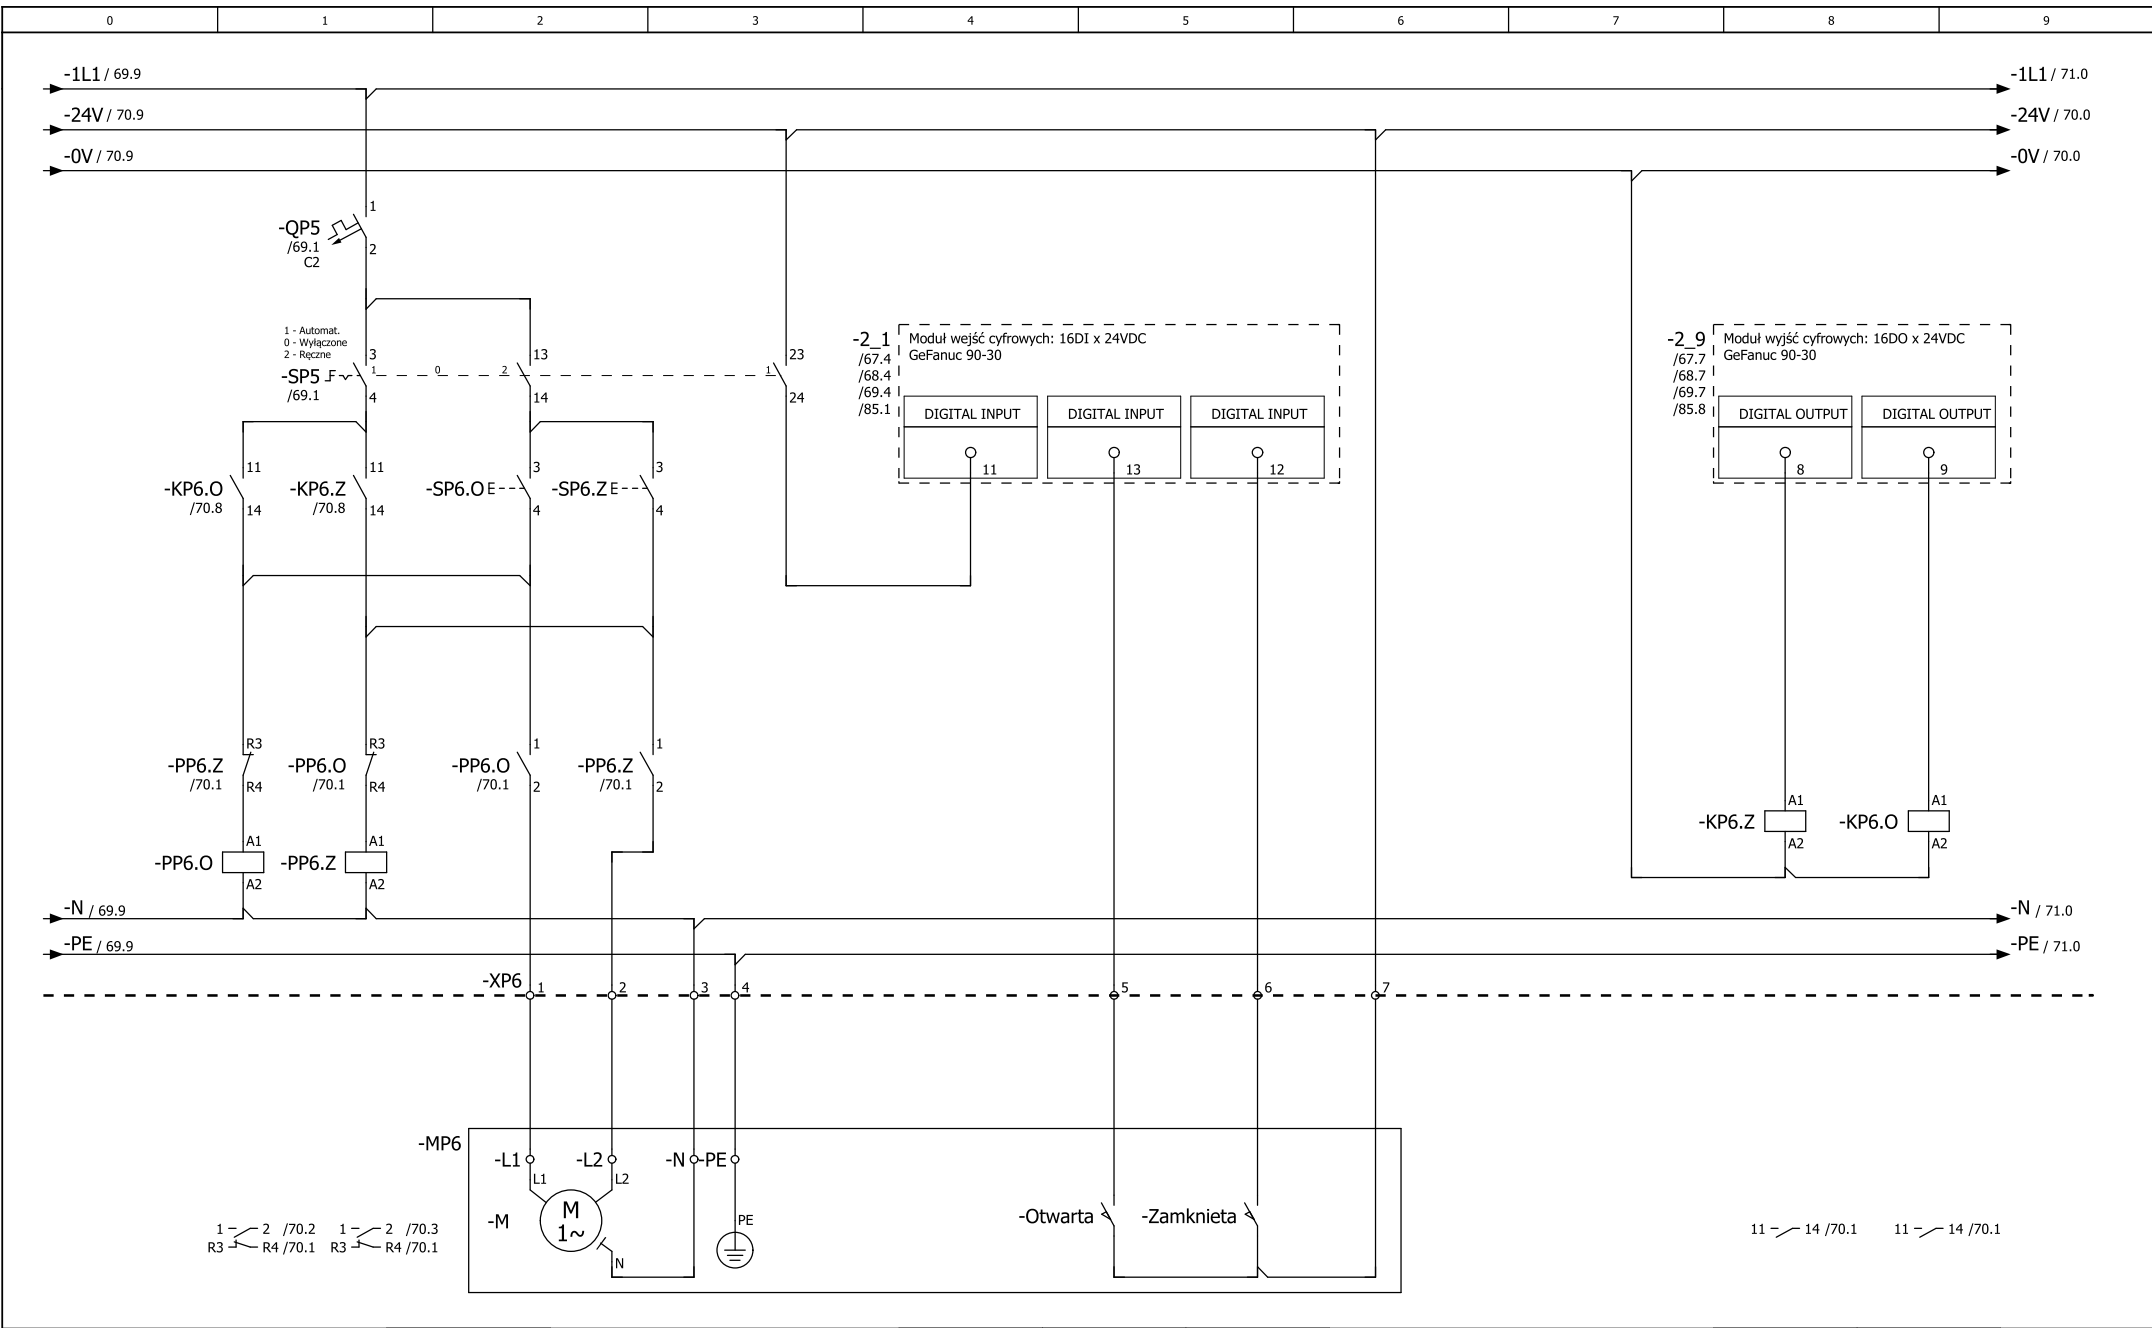 0 1 2 3 4 5 6 7 8 9
-1L1 / 69.9 -1L1 / 71.0
-24V / 70.9 -24V / 70.0
-0V / 70.9 -0V / 70.0
1
-QP5
/69.1
C2
2
1 - Automat.
0 - Wyłączone
2 - Ręczne
3 13 23
-SP5 1 0 2 1
/69.1
4 14 24
-2_1
/67.4
/68.4
/69.4
/85.1
Moduł wejść cyfrowych: 16DI x 24VDC
GeFanuc 90-30
DIGITAL INPUT DIGITAL INPUT DIGITAL INPUT
11 13 12
-2_9
/67.7
/68.7
/69.7
/85.8
Moduł wyjść cyfrowych: 16DO x 24VDC
GeFanuc 90-30
DIGITAL OUTPUT DIGITAL OUTPUT
8 9
11 11 3 3
-KP6.O -KP6.Z -SP6.O E -SP6.Z E
/70.8 /70.8
14 14 4 4
R3 R3 1 1
-PP6.Z -PP6.O -PP6.O -PP6.Z
/70.1 /70.1 /70.1 /70.1
R4 R4 2 2
A1 A1
-KP6.Z -KP6.O
A2 A2
A1 A1
-PP6.O -PP6.Z
A2 A2
-N / 69.9 -N / 71.0
-PE / 69.9 -PE / 71.0
-XP6 1 2 3 4 5 6 7
-MP6
-L1 -L2 -N -PE
L1 L2
-M
M
1~
PE
N
-Otwarta -Zamknieta
1 2 /70.2 1 2 /70.3
R3 R4 /70.1 R3 R4 /70.1
11 14 /70.1 11 14 /70.1